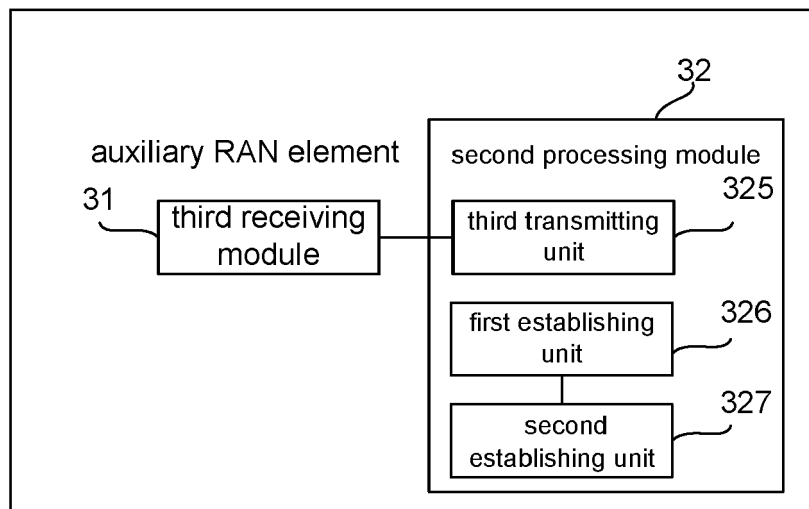 32
auxiliary RAN element
second processing module
31
third receiving
module
third transmitting
unit
325
first establishing
unit
326
second
establishing unit
327